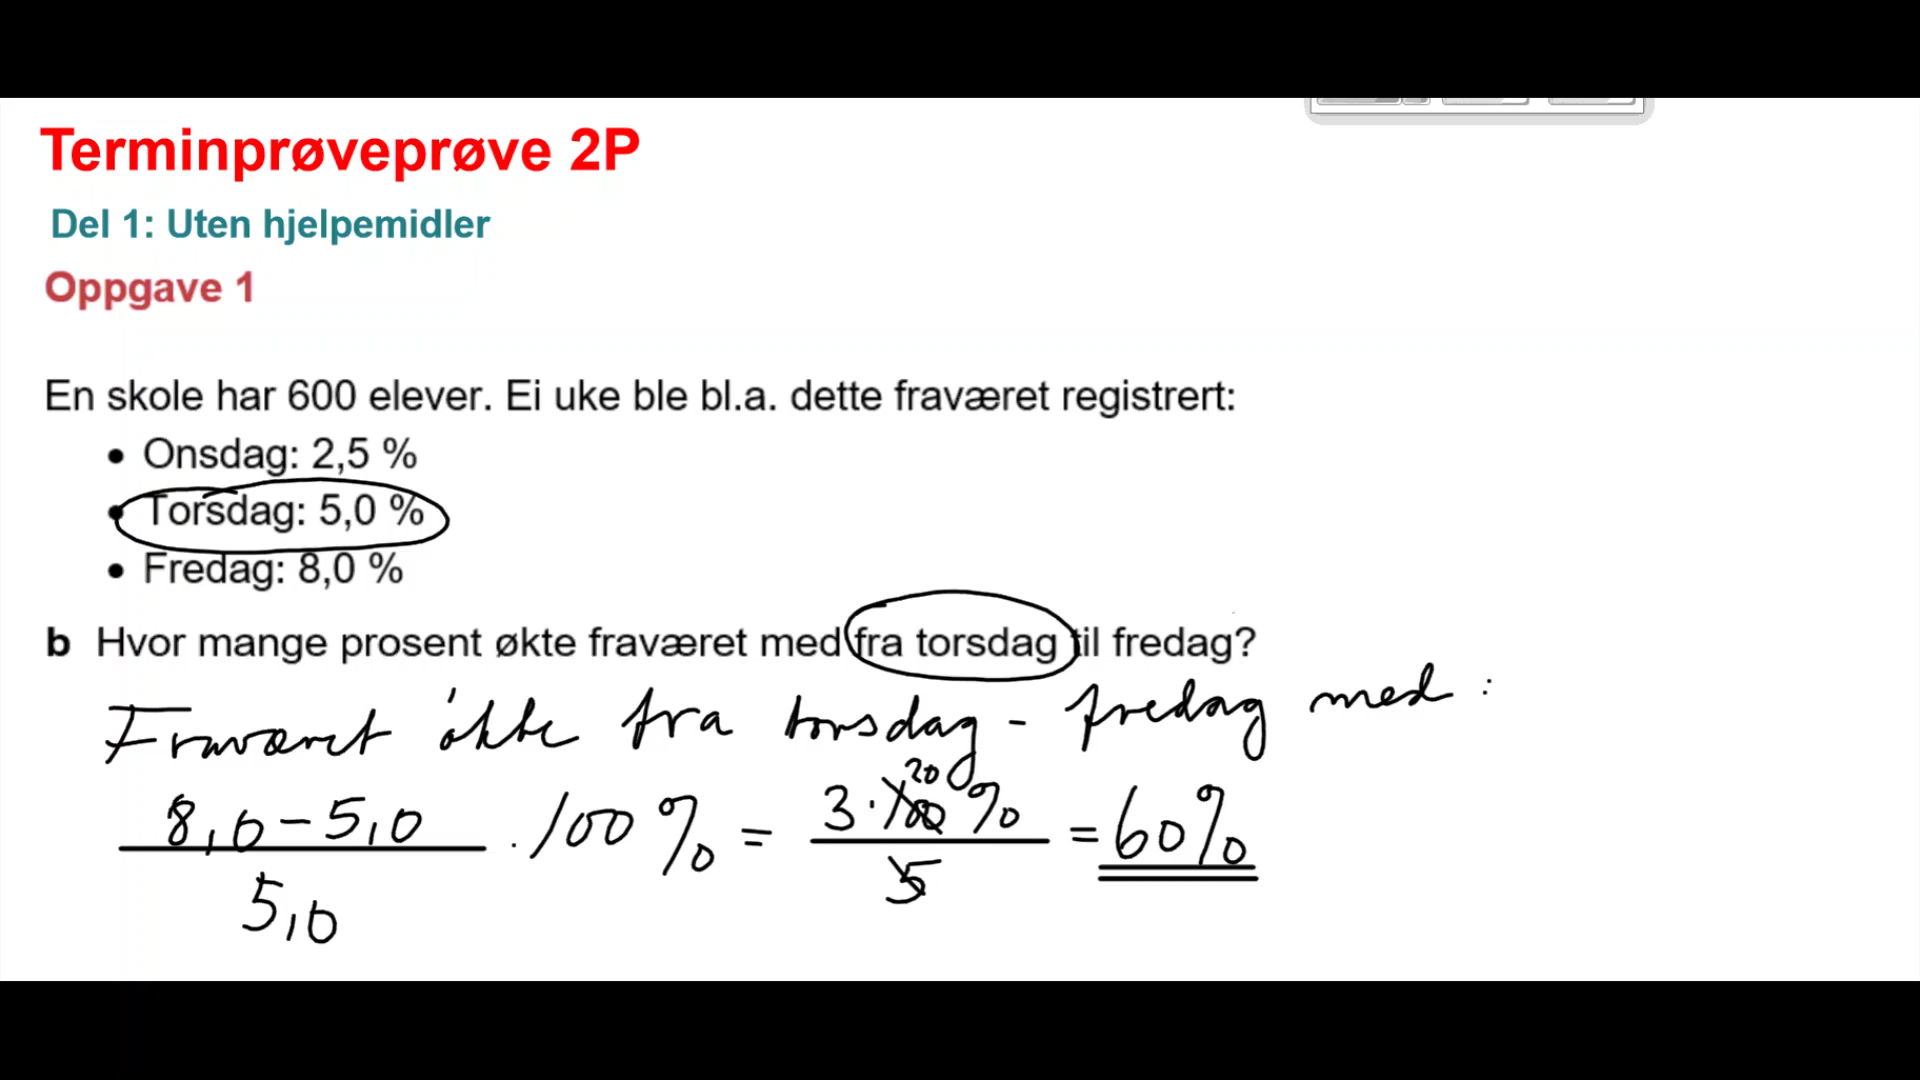 Terminprøveprøve 2P
Del 1: Uten hjelpemidler
Oppgave 1
En skole har 600 elever. Ei uke ble bl.a. dette fraværet registrert:
• Onsdag: 2,5 %
• Torsdag: 5,0 %
• Fredag: 8,0 %
b Hvor mange prosent økte fraværet med fra torsdag til fredag?
Fraværet økte fra torsdag - fredag med :
8,0 - 5,0 / 5,0 · 100 % = 3 · 100 20 % / 5 = 60 %